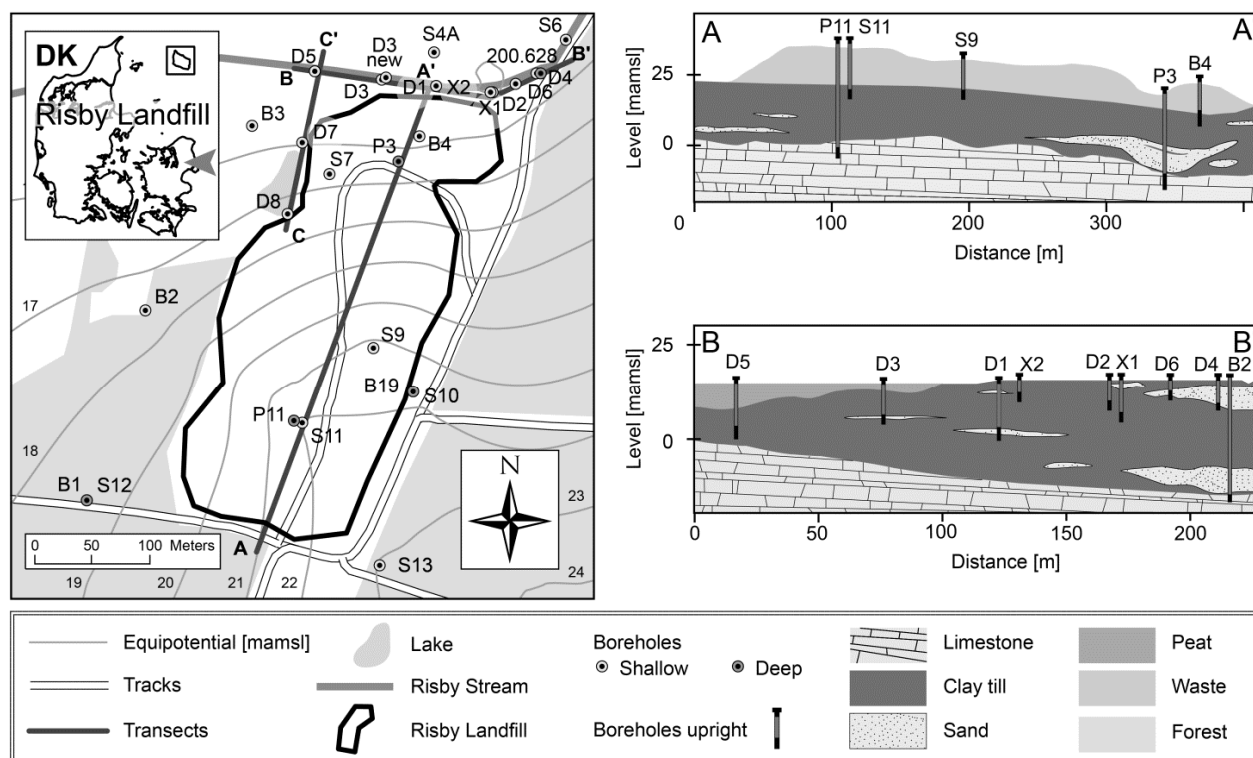 DK
Risby Landfill
C'
D5
B
D3
new
S4A
S6
A'
200.628
B'
D3
D1
X2
X1
D2
D6
D4
B3
D7
B4
P3
S7
D8
C
17
B2
S9
B19
S10
P11
S11
18
B1
S12
N
23
0
50
100
Meters
A
S13
19
20
21
22
24
A
P11
S11
S9
P3
B4
A
Level [mamsl]
25
0
0
100
200
300
Distance [m]
B
D5
D3
D1
X2
D2
X1
D6
D4
B2
B
Level [mamsl]
25
0
0
50
100
150
200
Distance [m]
Equipotential [mamsl]
Tracks
Transects
Lake
Risby Stream
Risby Landfill
Boreholes
Shallow
Deep
Boreholes upright
Limestone
Clay till
Sand
Peat
Waste
Forest